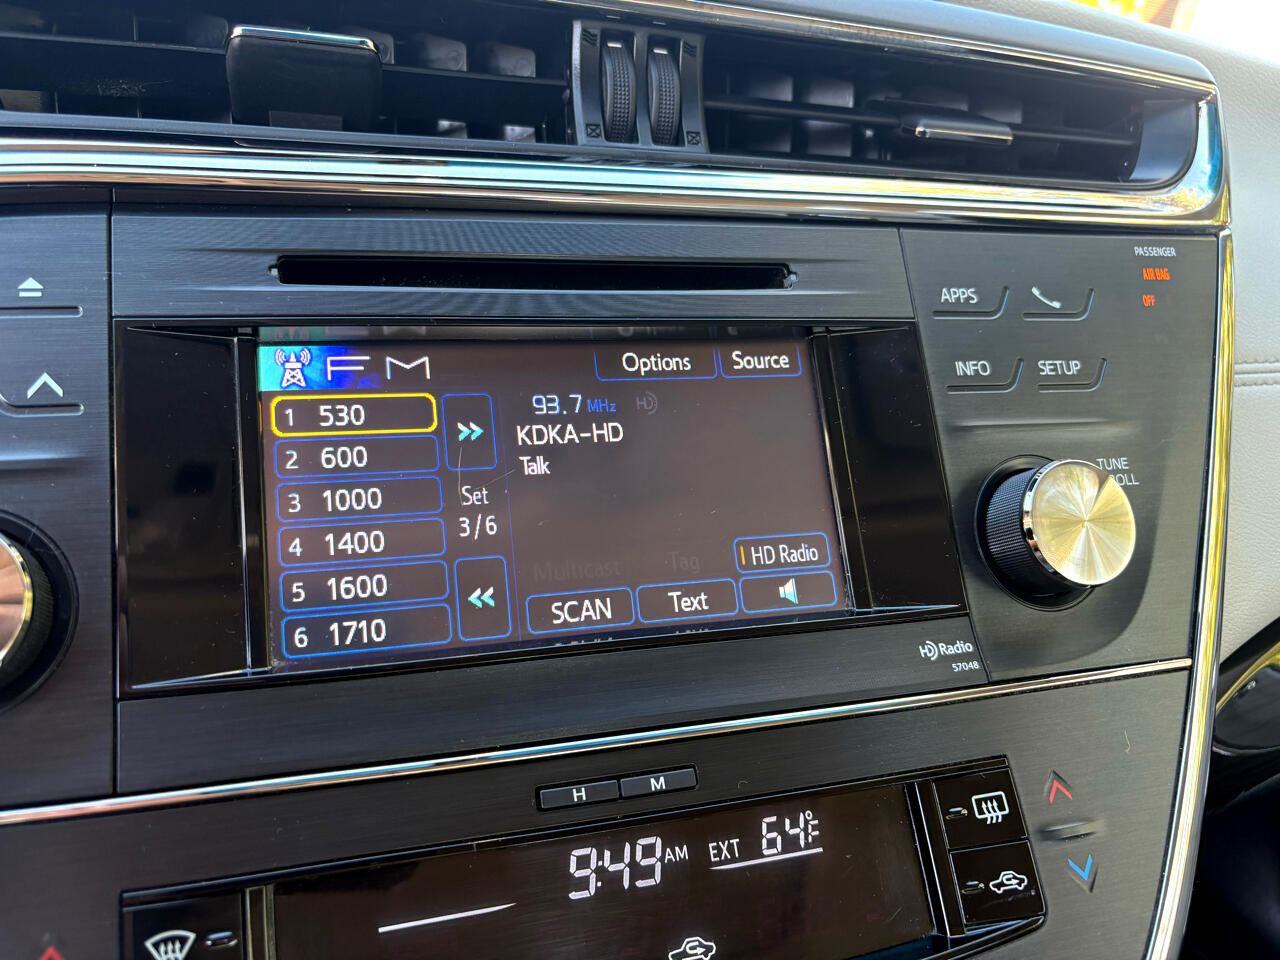 PASSENGER
AIR BAG
OFF
APPS
INFO
SETUP
TUNE
FM
Options
Source
1 530
2 600
3 1000
4 1400
5 1600
6 1710
Set
3/6
93.7 MHz HD
KDKA-HD
Talk
Multicast
Tag
HD Radio
SCAN
Text
HD Radio
57048
H
M
9:49 AM
EXT 64°F